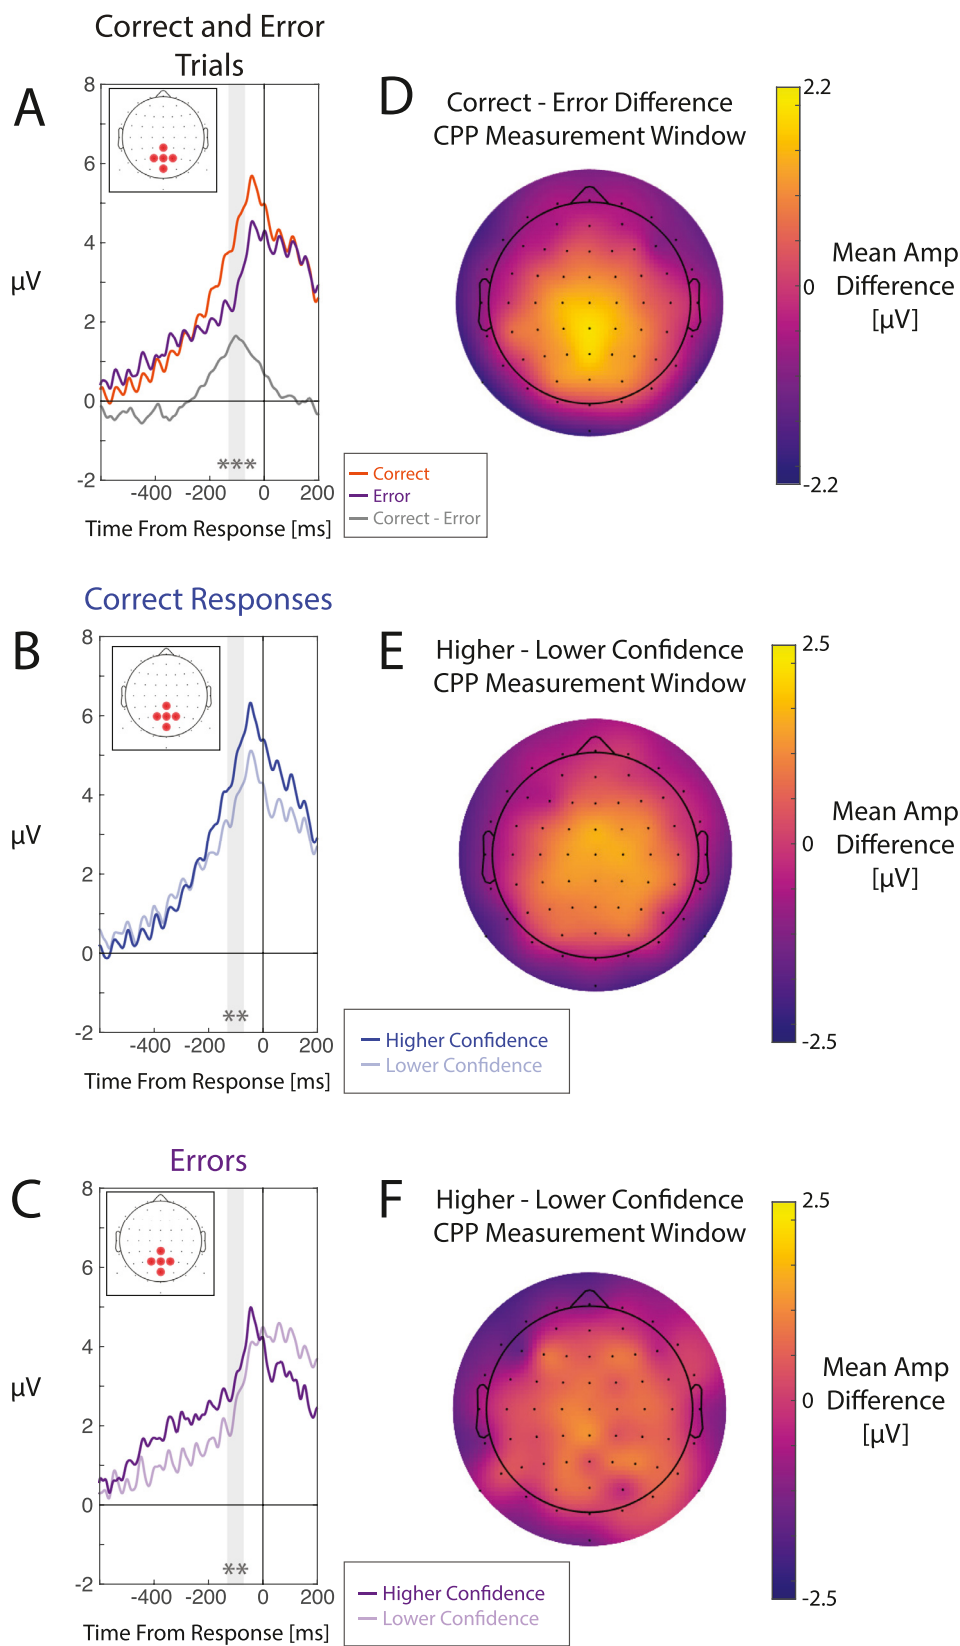 Correct and Error
Trials
A
8
6
4
2
0
-2
µV
-400 -200 0 200
Time From Response [ms]
***
Correct
Error
Correct - Error
D
Correct - Error Difference
CPP Measurement Window
2.2
0
-2.2
Mean Amp
Difference
[µV]
Correct Responses
B
8
6
4
2
0
-2
µV
-400 -200 0 200
Time From Response [ms]
**
Higher Confidence
Lower Confidence
E
Higher - Lower Confidence
CPP Measurement Window
2.5
0
-2.5
Mean Amp
Difference
[µV]
Errors
C
8
6
4
2
0
-2
µV
-400 -200 0 200
Time From Response [ms]
**
Higher Confidence
Lower Confidence
F
Higher - Lower Confidence
CPP Measurement Window
2.5
0
-2.5
Mean Amp
Difference
[µV]